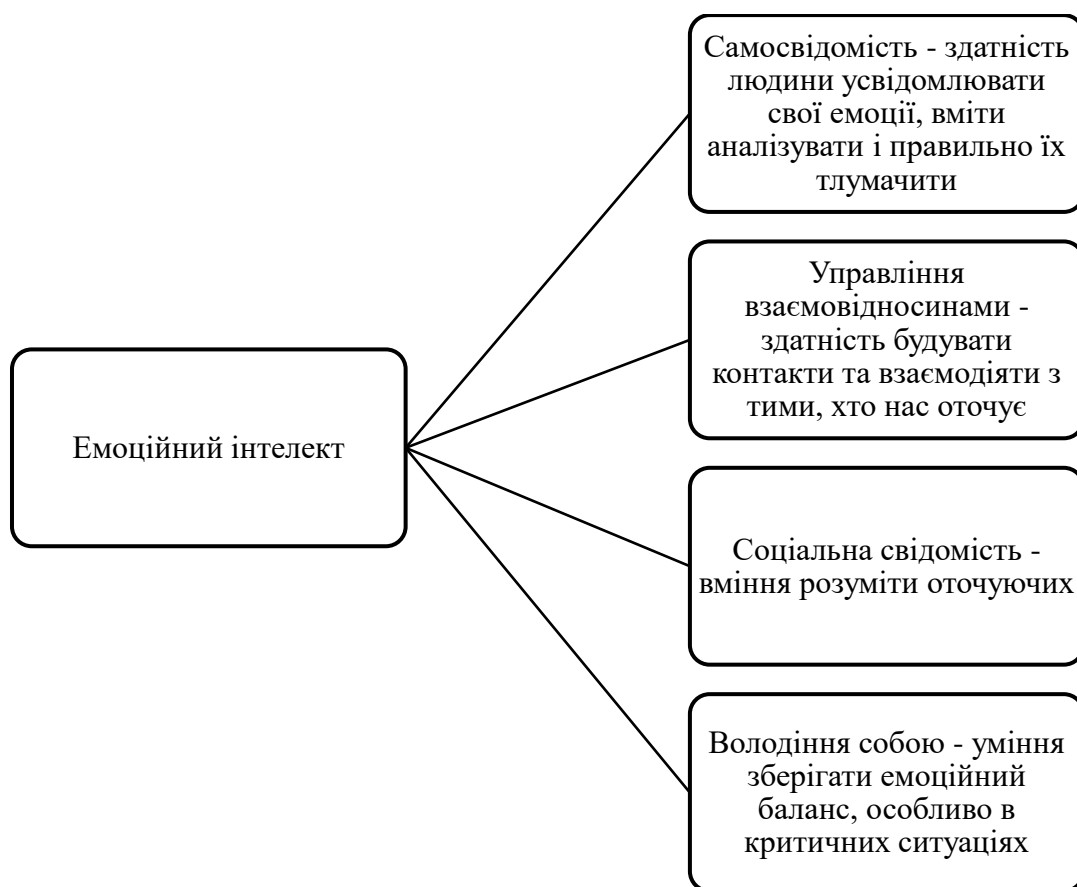 Емоційний інтелект
Самосвідомість - здатність
людини усвідомлювати
свої емоції, вміти
аналізувати і правильно їх
тлумачити
Управління
взаємовідносинами -
здатність будувати
контакти та взаємодіяти з
тими, хто нас оточує
Соціальна свідомість -
вміння розуміти оточуючих
Володіння собою - уміння
зберігати емоційний
баланс, особливо в
критичних ситуаціях